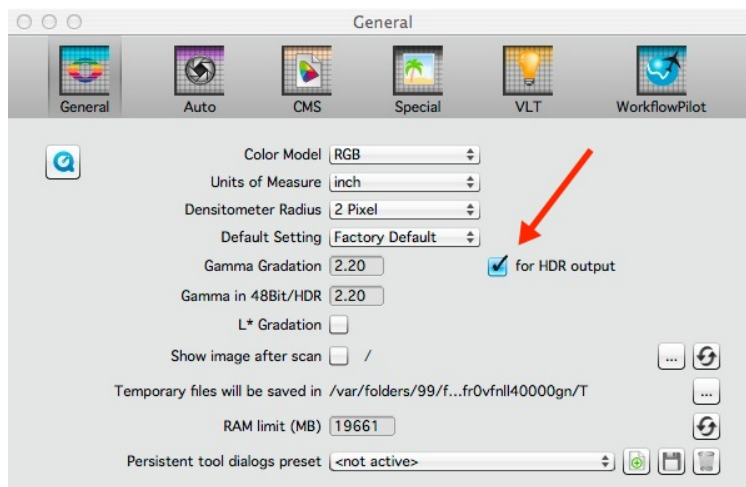 General
General Auto CMS Special VLT WorkflowPilot
Color Model RGB
Units of Measure inch
Densitometer Radius 2 Pixel
Default Setting Factory Default
Gamma Gradation 2.20 for HDR output
Gamma in 48Bit/HDR 2.20
L* Gradation
Show image after scan / ...
Temporary files will be saved in /var/folders/99/f...fr0vfnll40000gn/T ...
RAM limit (MB) 19661
Persistent tool dialogs preset <not active>